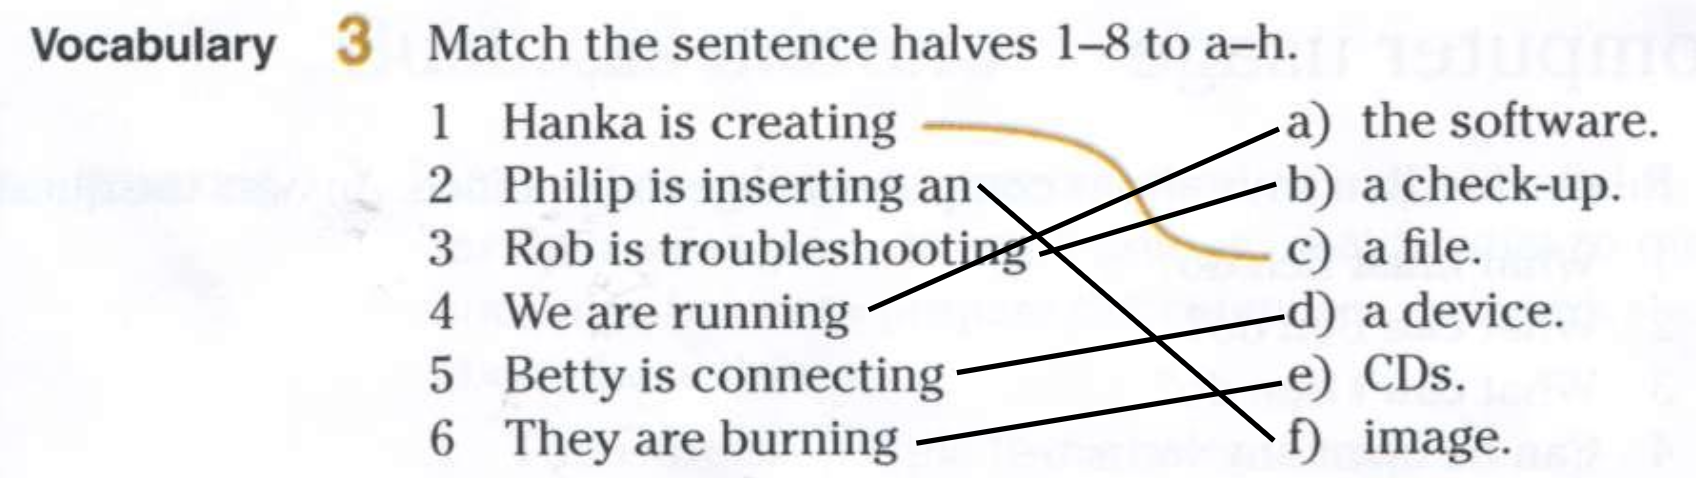 Vocabulary 3 Match the sentence halves 1–8 to a–h.
1 Hanka is creating a) the software.
2 Philip is inserting an b) a check-up.
3 Rob is troubleshooting c) a file.
4 We are running d) a device.
5 Betty is connecting e) CDs.
6 They are burning f) image.